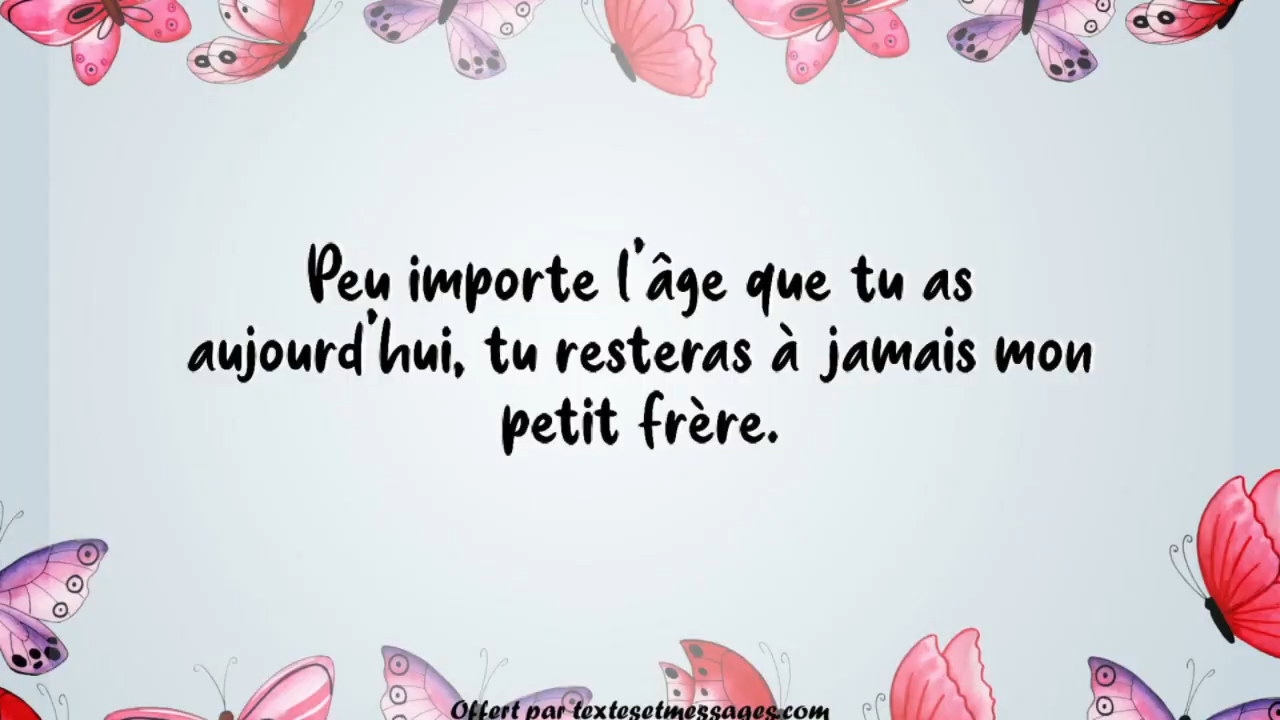 Peu importe l'âge que tu as
aujourd'hui, tu resteras à jamais mon
petit frère.
Offert par textesetmessages.com